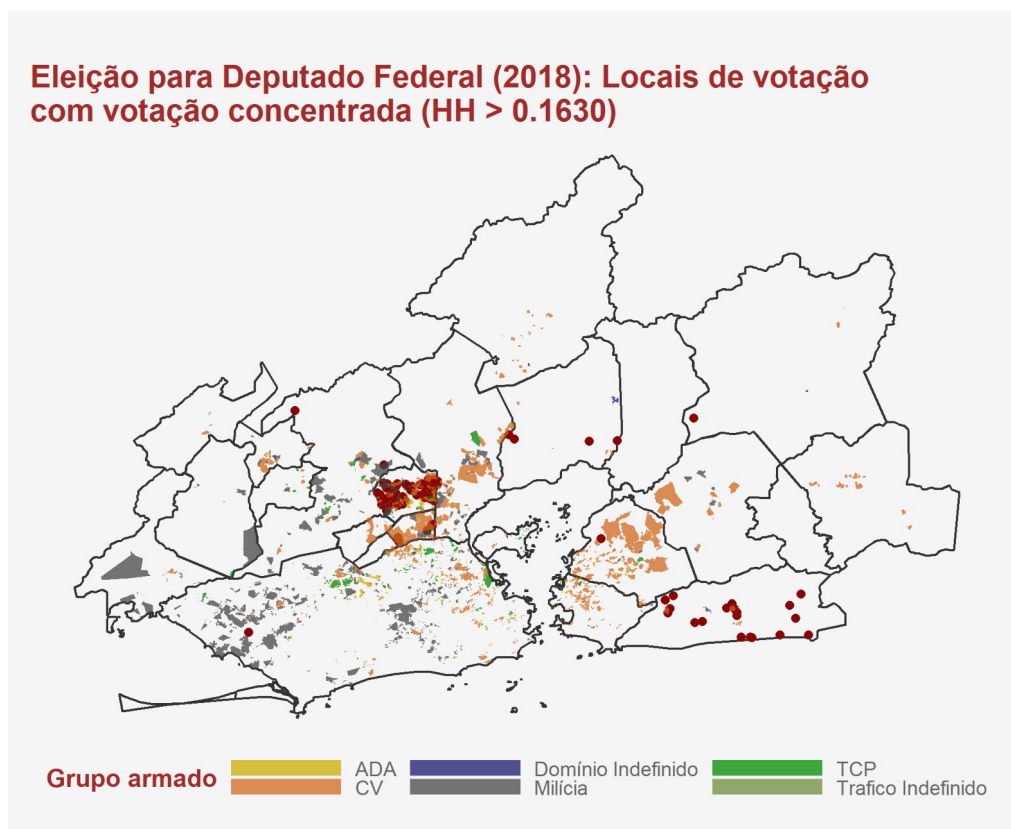 Eleição para Deputado Federal (2018): Locais de votação
com votação concentrada (HH > 0.1630)
Grupo armado
ADA
CV
Domínio Indefinido
Milícia
TCP
Trafico Indefinido